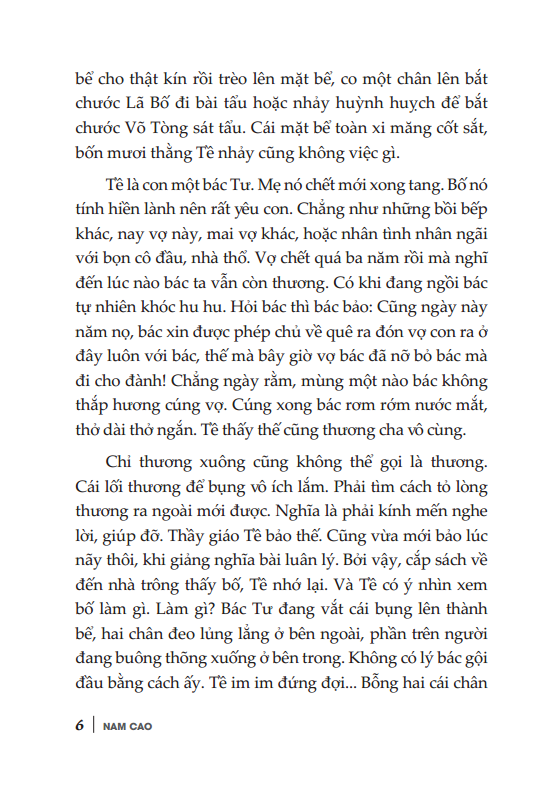 bể cho thật kín rồi trèo lên mặt bể, co một chân lên bắt
chước Lã Bố đi bài tẩu hoặc nhảy huỳnh huỵch để bắt
chước Võ Tòng sát tẩu. Cái mặt bể toàn xi măng cốt sắt,
bốn mươi thằng Tề nhảy cũng không việc gì.
Tề là con một bác Tư. Mẹ nó chết mới xong tang. Bố nó
tính hiền lành nên rất yêu con. Chẳng như những bồi bếp
khác, nay vợ này, mai vợ khác, hoặc nhân tình nhân ngãi
với bọn cô đầu, nhà thổ. Vợ chết quá ba năm rồi mà nghĩ
đến lúc nào bác ta vẫn còn thương. Có khi đang ngồi bác
tự nhiên khóc hu hu. Hỏi bác thì bác bảo: Cũng ngày này
năm nọ, bác xin được phép chủ về quê ra đón vợ con ra ở
đây luôn với bác, thế mà bây giờ vợ bác đã nỡ bỏ bác mà
đi cho đành! Chẳng ngày rằm, mùng một nào bác không
thắp hương cúng vợ. Cúng xong bác rơm rớm nước mắt,
thở dài thở ngắn. Tề thấy thế cũng thương cha vô cùng.
Chỉ thương xuông cũng không thể gọi là thương.
Cái lối thương để bụng vô ích lắm. Phải tìm cách tỏ lòng
thương ra ngoài mới được. Nghĩa là phải kính mến nghe
lời, giúp đỡ. Thầy giáo Tề bảo thế. Cũng vừa mới bảo lúc
nãy thôi, khi giảng nghĩa bài luân lý. Bởi vậy, cắp sách về
đến nhà trông thấy bố, Tề nhớ lại. Và Tề có ý nhìn xem
bố làm gì. Làm gì? Bác Tư đang vắt cái bụng lên thành
bể, hai chân đeo lủng lẳng ở bên ngoài, phần trên người
đang buông thõng xuống ở bên trong. Không có lý bác gội
đầu bằng cách ấy. Tề im im đứng đợi... Bỗng hai cái chân
6 | NAM CAO